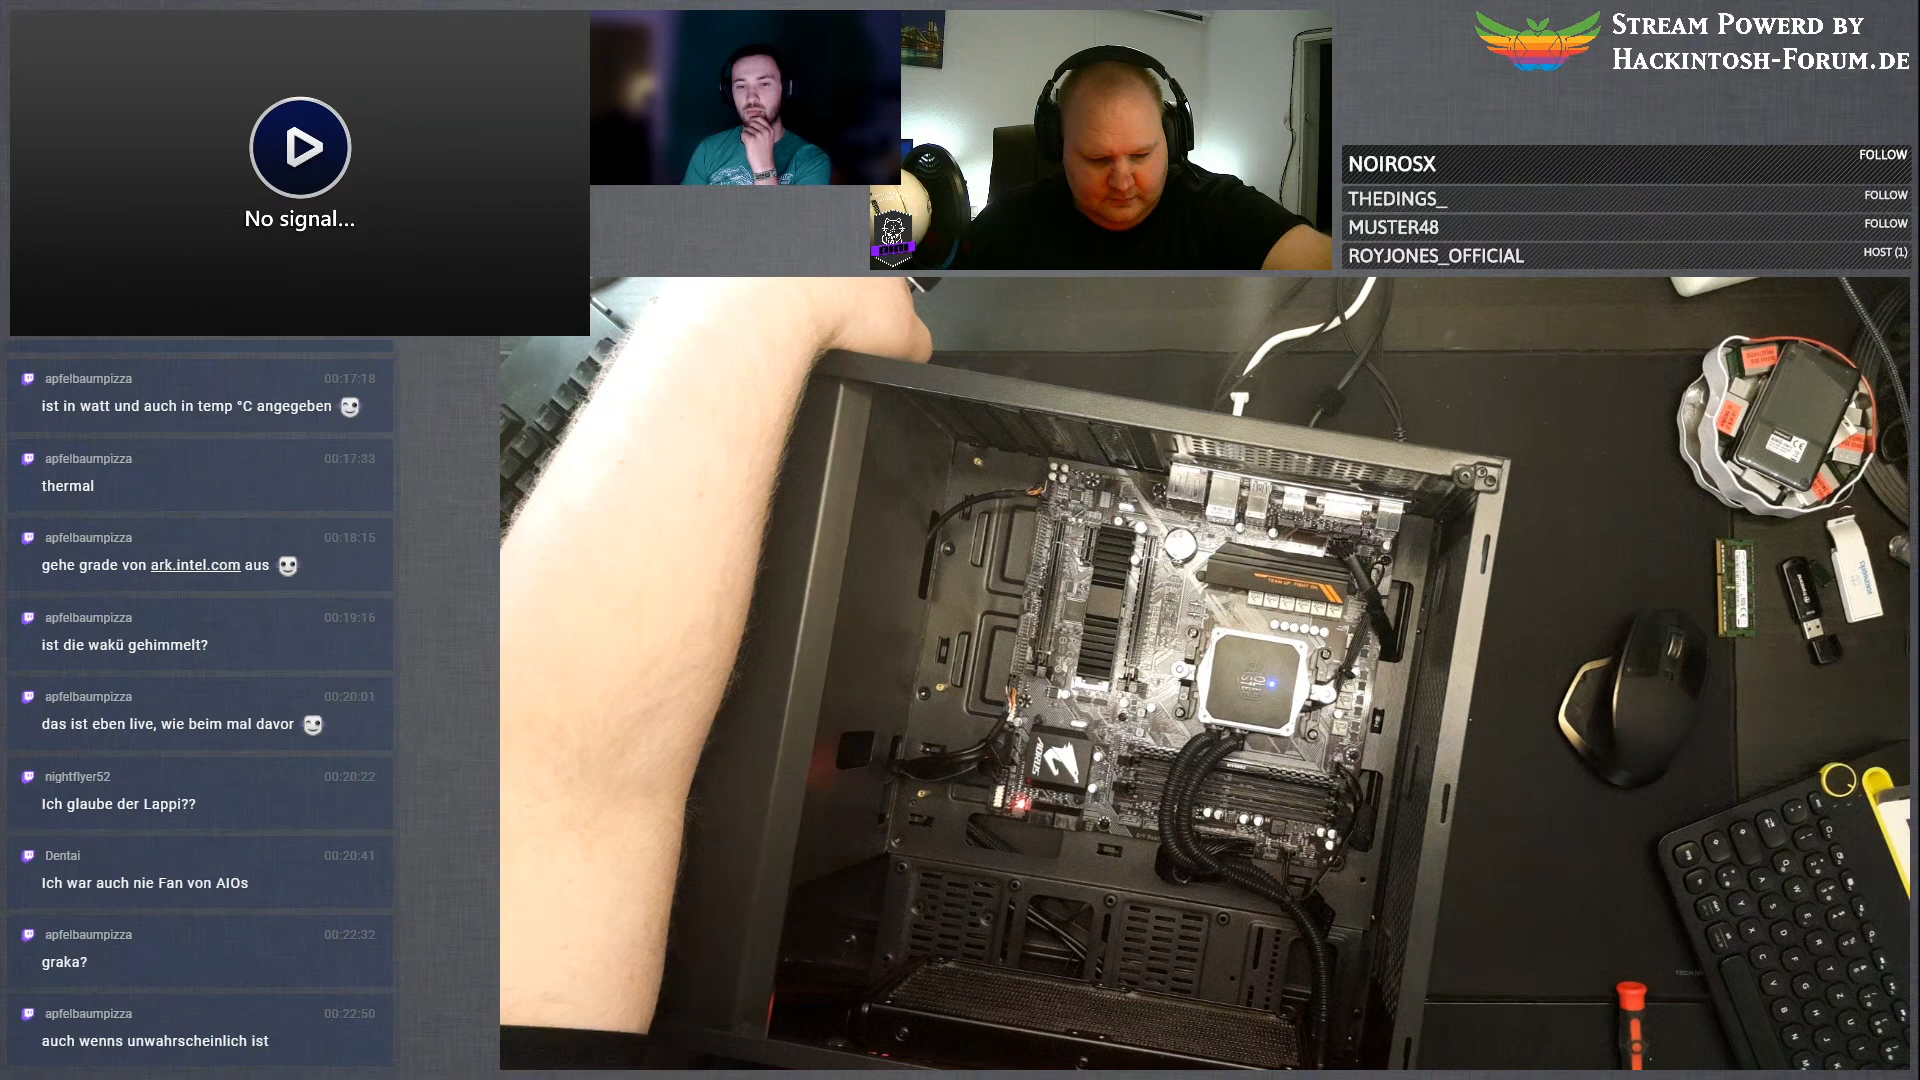 No signal...
STREAM POWERD BY
HACKINTOSH-FORUM.DE
NOIROSX
FOLLOW
THEDINGS_
FOLLOW
MUSTER48
FOLLOW
ROYJONES_OFFICIAL
HOST (1)
apfelbaumpizza
00:17:18
ist in watt und auch in temp °C angegeben
apfelbaumpizza
00:17:33
thermal
apfelbaumpizza
00:18:15
gehe grade von ark.intel.com aus
apfelbaumpizza
00:19:16
ist die wakü gehimmelt?
apfelbaumpizza
00:20:01
das ist eben live, wie beim mal davor
nightflyer52
00:20:22
Ich glaube der Lappi??
Dentai
00:20:41
Ich war auch nie Fan von AIOs
apfelbaumpizza
00:22:32
graka?
apfelbaumpizza
00:22:50
auch wenns unwahrscheinlich ist
TEAM UP. FIGHT ON.
AORUS